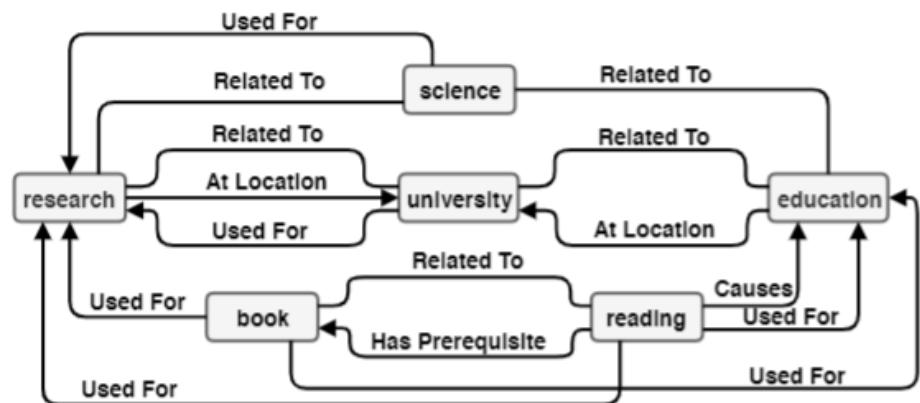 Used For
Related To
science
Related To
Related To
Related To
research
At Location
university
education
Used For
At Location
Related To
Causes
Used For
book
reading
Used For
Has Prerequisite
Used For
Used For